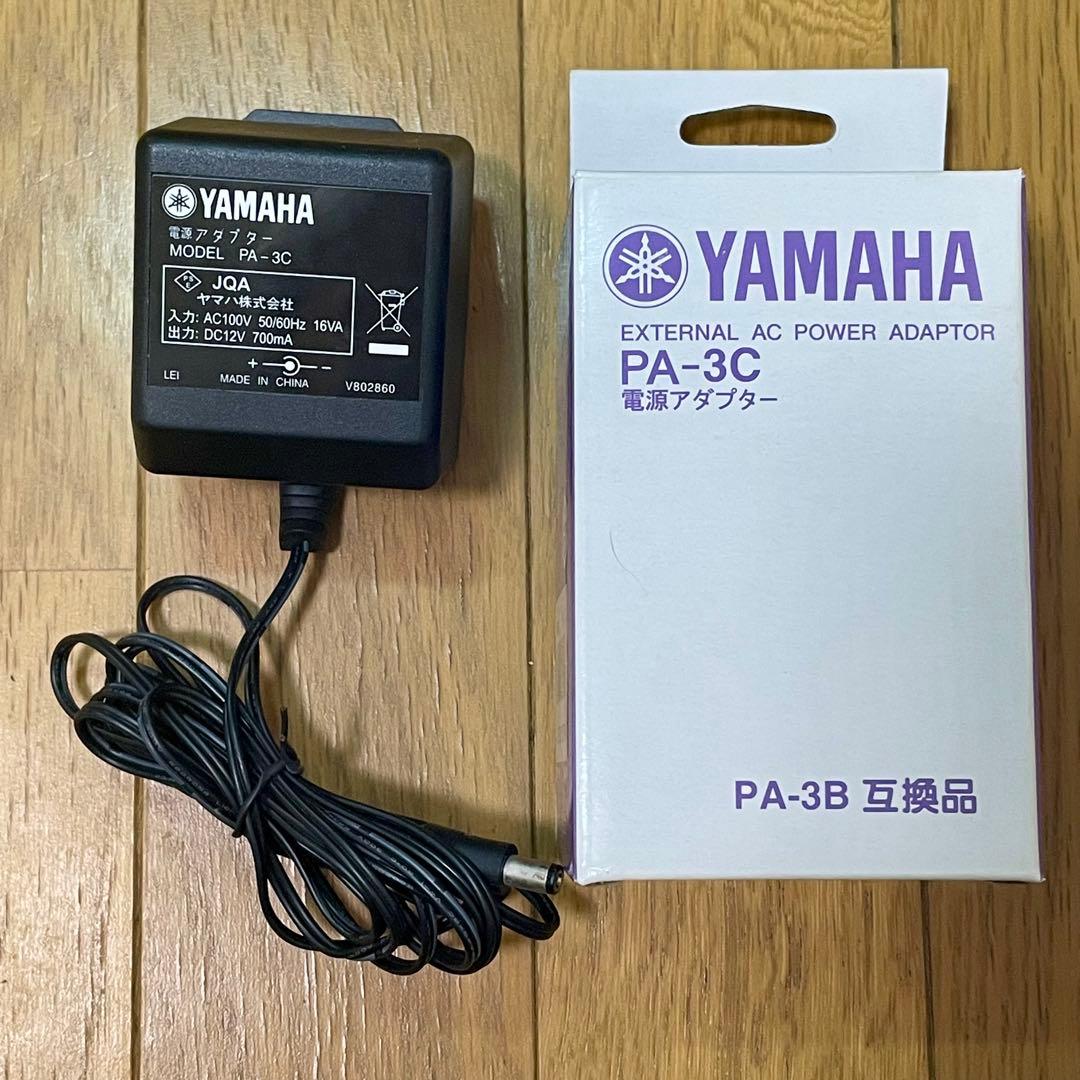 YAMAHA
電源アダプター
MODEL PA-3C
PS
E
JQA
ヤマハ株式会社
入力: AC100V 50/60Hz 16VA
出力: DC12V 700mA
+ -
LEI MADE IN CHINA V802860
YAMAHA
EXTERNAL AC POWER ADAPTOR
PA-3C
電源アダプター
PA-3B 互換品